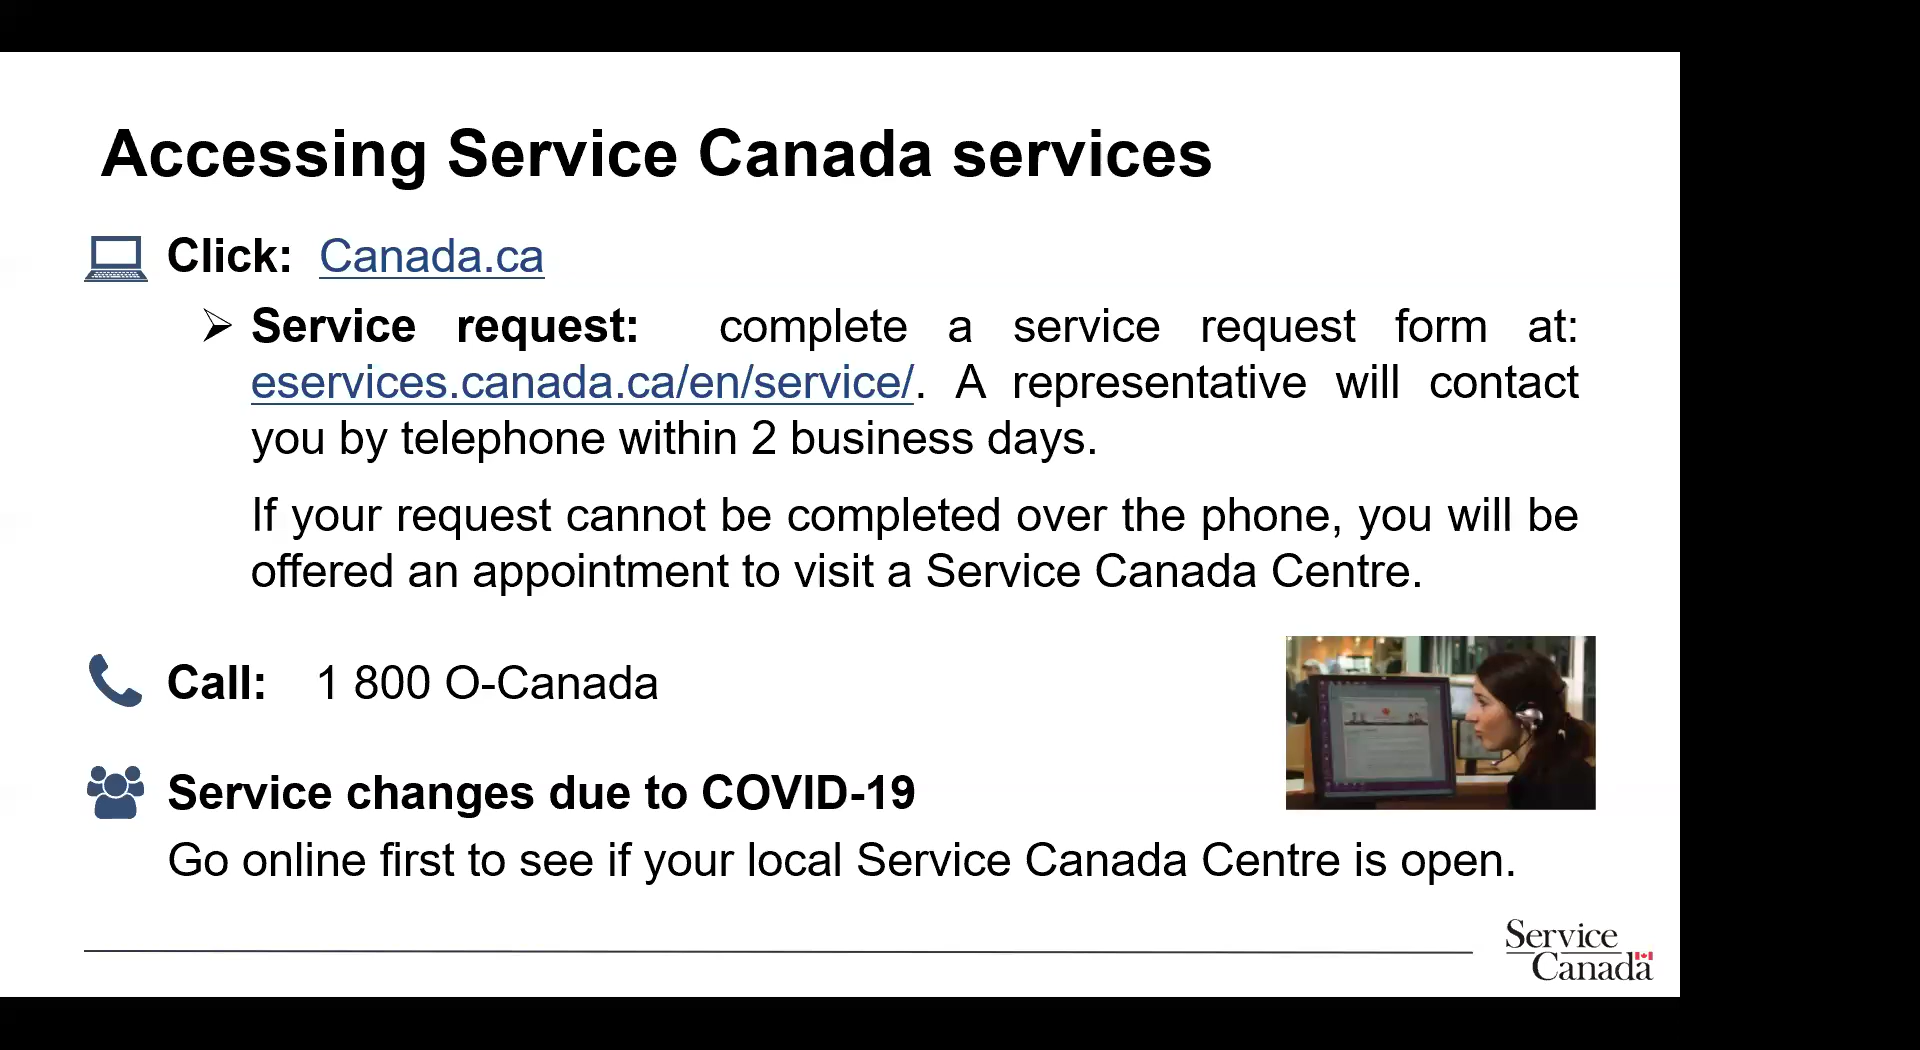 Accessing Service Canada services
Click: Canada.ca
Service request: complete a service request form at:
eservices.canada.ca/en/service/. A representative will contact
you by telephone within 2 business days.
If your request cannot be completed over the phone, you will be
offered an appointment to visit a Service Canada Centre.
Call: 1 800 O-Canada
Service changes due to COVID-19
Go online first to see if your local Service Canada Centre is open.
Service
Canada